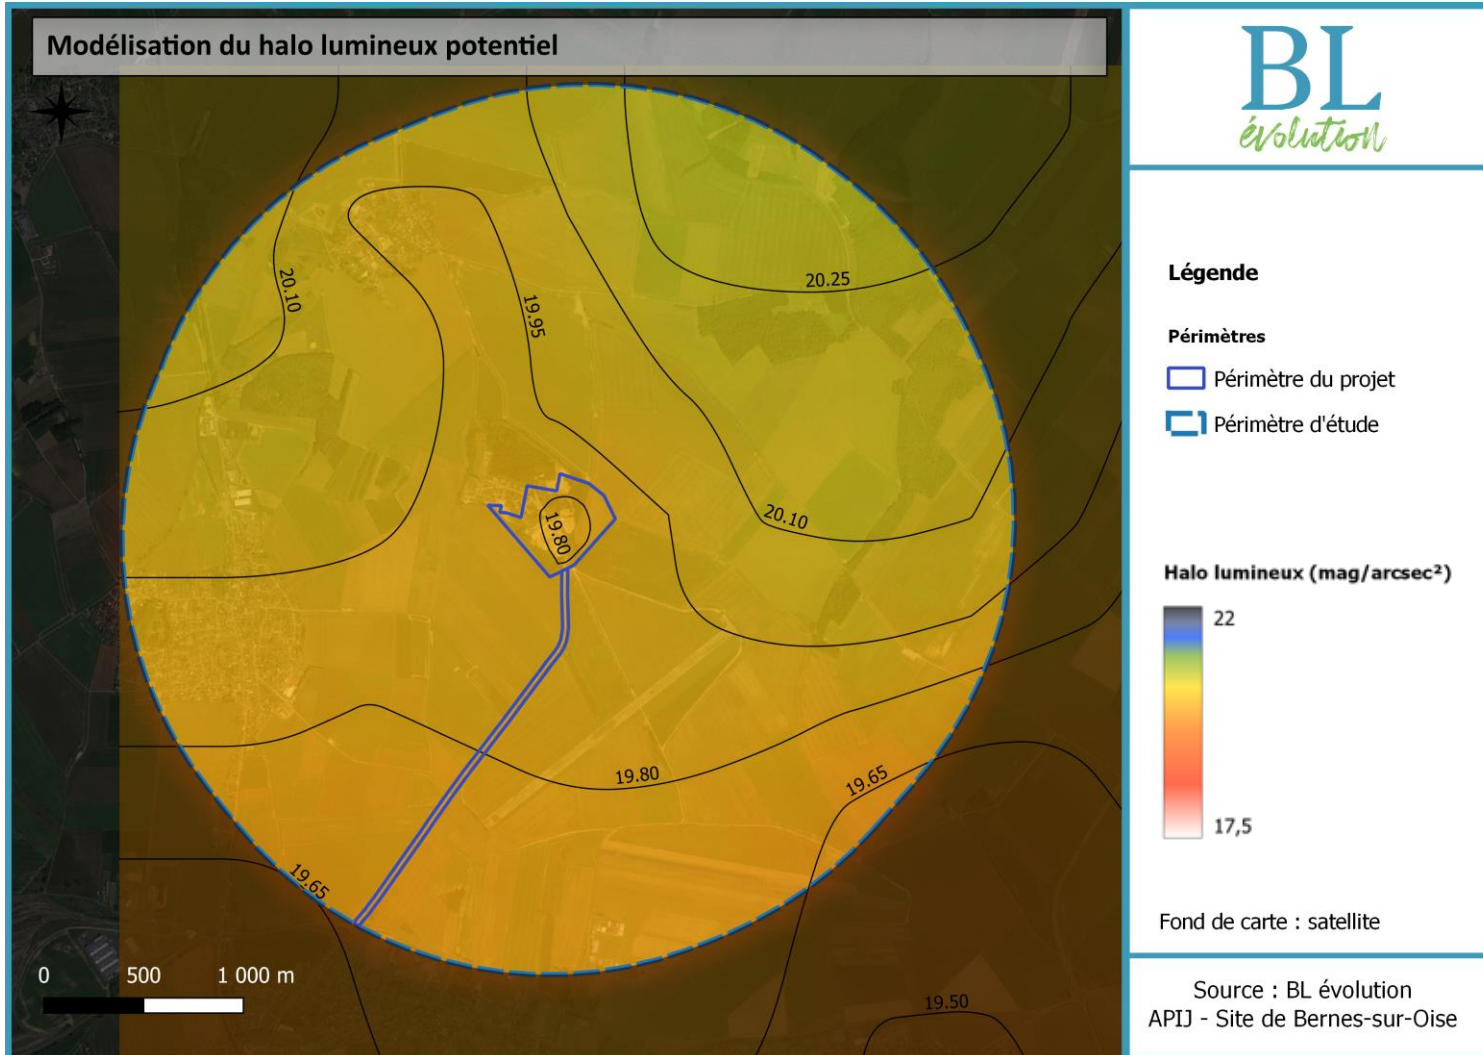 Modélisation du halo lumineux potentiel
BL
évolution
20.25
20.10
19.95
19.80
20.10
19.80
19.65
19.65
19.50
0 500 1 000 m
Légende
Périmètres
Périmètre du projet
Périmètre d'étude
Halo lumineux (mag/arcsec²)
22
17,5
Fond de carte : satellite
Source : BL évolution
APIJ - Site de Bernes-sur-Oise